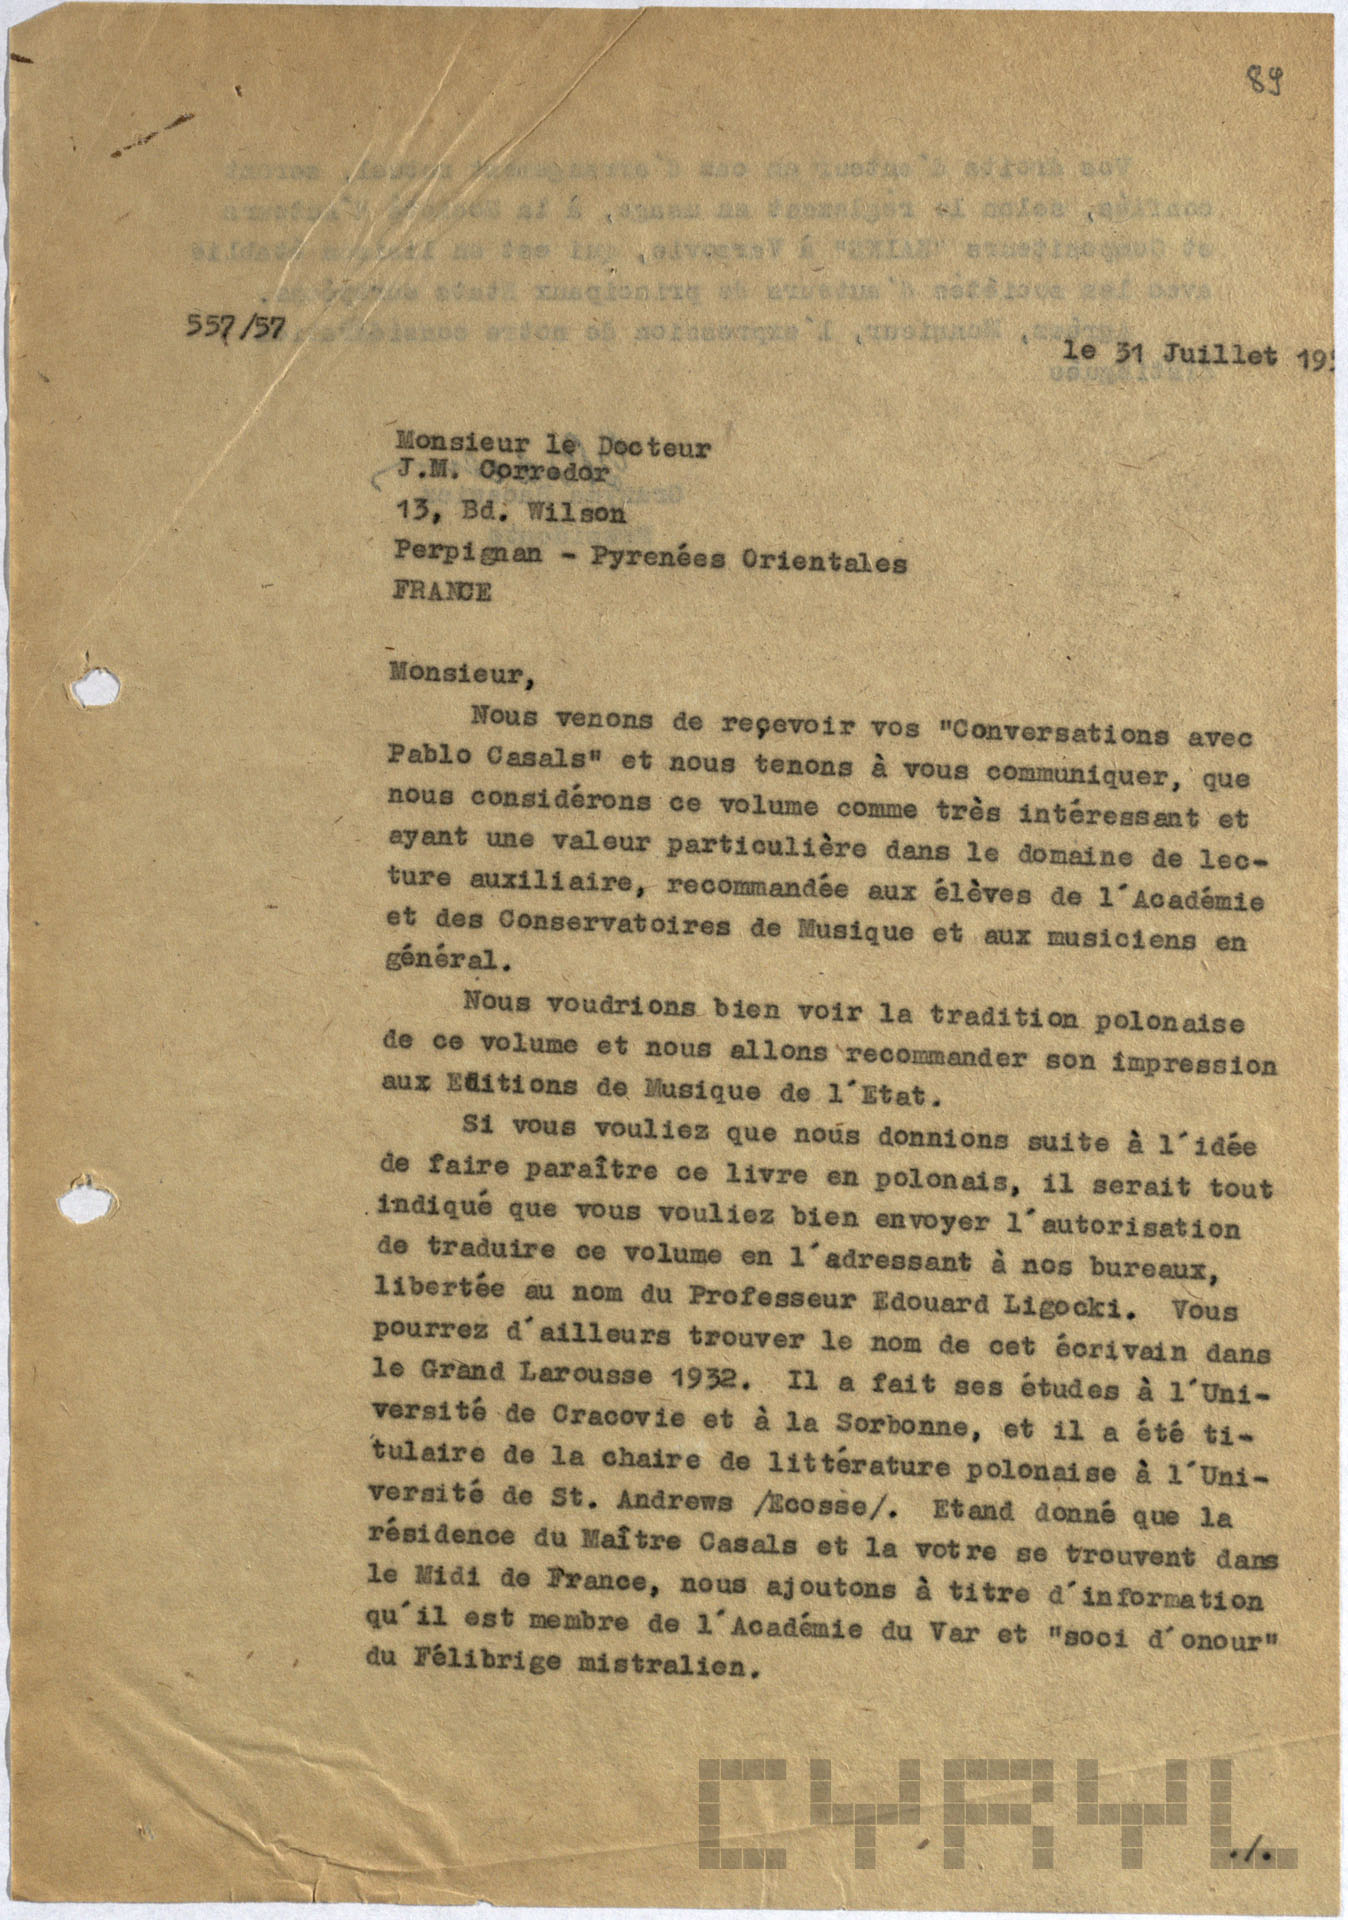 89
557/57
le 31 Juillet 195
Monsieur le Docteur
J.M. Corredor
13, Bd. Wilson
Perpignan - Pyrenées Orientales
FRANCE
Monsieur,
Nous venons de reçevoir vos "Conversations avec
Pablo Casals" et nous tenons à vous communiquer, que
nous considérons ce volume comme très intéressant et
ayant une valeur particulière dans le domaine de lec-
ture auxiliaire, recommandée aux élèves de l´Académie
et des Conservatoires de Musique et aux musiciens en
général.
Nous voudrions bien voir la tradition polonaise
de ce volume et nous allons recommander son impression
aux Editions de Musique de l´Etat.
Si vous vouliez que nous donnions suite à l´idée
de faire paraître ce livre en polonais, il serait tout
indiqué que vous vouliez bien envoyer l´autorisation
de traduire ce volume en l´adressant à nos bureaux,
libertée au nom du Professeur Edouard Ligocki. Vous
pourrez d´ailleurs trouver le nom de cet écrivain dans
le Grand Larousse 1932. Il a fait ses études à l´Uni-
versité de Cracovie et à la Sorbonne, et il a été ti-
tulaire de la chaire de littérature polonaise à l´Uni-
versité de St. Andrews /Ecosse/. Etand donné que la
résidence du Maître Casals et la votre se trouvent dans
le Midi de France, nous ajoutons à titre d´information
qu´il est membre de l´Académie du Var et "soci d´onour"
du Félibrige mistralien.
CYRYL
./.